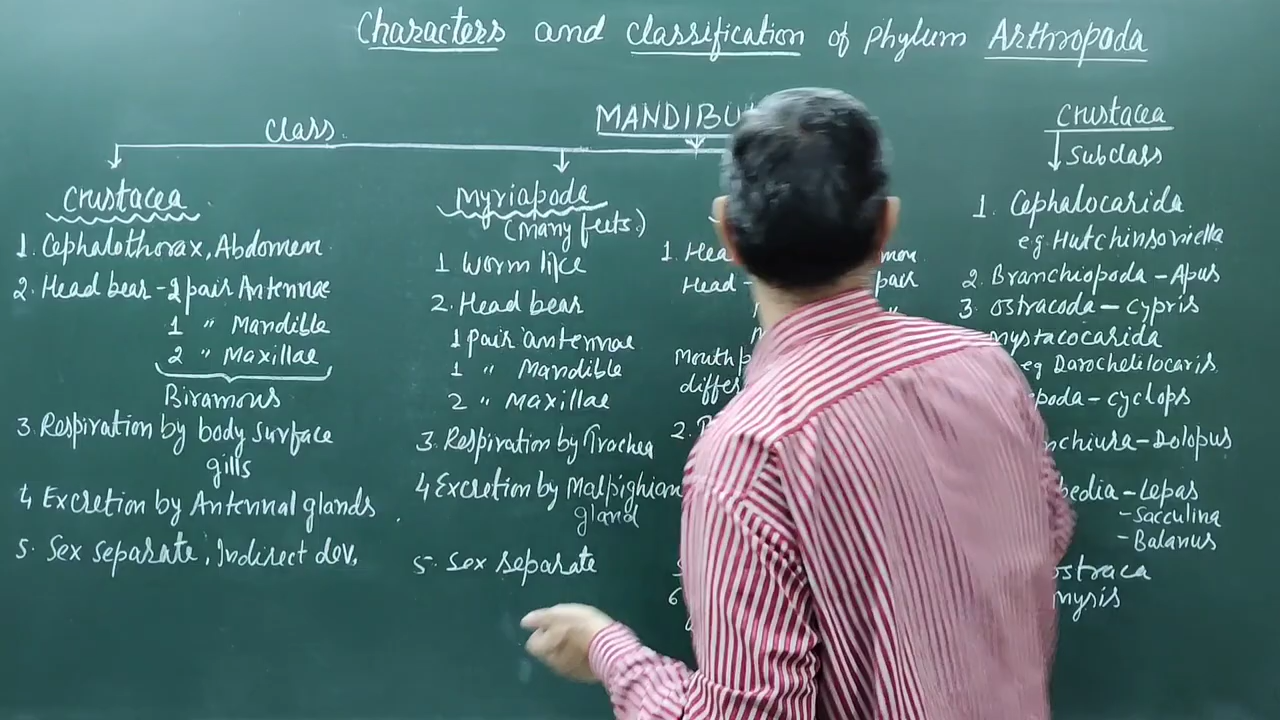 Characters and classification of phylum Arthropoda
MANDIBU
Class.
Crustacea
1. Cephalothorax, Abdomen
2. Head bear - 2 pair Antennae
1 " Mandible
2 " Maxillae
Biramous
3. Respiration by body surface
gills
4 Excretion by Antennal glands
5. Sex separate, Indirect dev.
Myriapoda
(many feets.)
1 Worm like
2. Head bear
1 pair antennae
1 " Mandible
2 " Maxillae
3. Respiration by Trachea
4 Excretion by Malpighian
gland
5. Sex separate
1. Hea
Head -
pair
Mouthp
differ
2.
6
Crustacea
Subclass
1. Cephalocarida
eg. Hutchinsoniella
2. Branchiopoda - Apus
3. Ostracoda - cypris
mystacocarida
eg Darocheilocaris
poda - cyclops
nchiura - Dolopus
pedia - Lepas
- Sacculina
- Balanus
ostraca
mysis